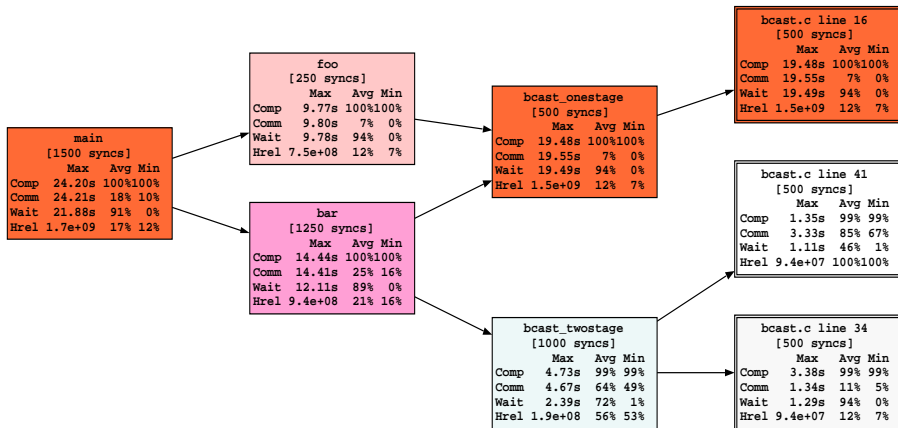 main
[1500 syncs]
Max Avg Min
Comp 24.20s 100%100%
Comm 24.21s 18% 10%
Wait 21.88s 91% 0%
Hrel 1.7e+09 17% 12%
foo
[250 syncs]
Max Avg Min
Comp 9.77s 100%100%
Comm 9.80s 7% 0%
Wait 9.78s 94% 0%
Hrel 7.5e+08 12% 7%
bar
[1250 syncs]
Max Avg Min
Comp 14.44s 100%100%
Comm 14.41s 25% 16%
Wait 12.11s 89% 0%
Hrel 9.4e+08 21% 16%
bcast_onestage
[500 syncs]
Max Avg Min
Comp 19.48s 100%100%
Comm 19.55s 7% 0%
Wait 19.49s 94% 0%
Hrel 1.5e+09 12% 7%
bcast_twostage
[1000 syncs]
Max Avg Min
Comp 4.73s 99% 99%
Comm 4.67s 64% 49%
Wait 2.39s 72% 1%
Hrel 1.9e+08 56% 53%
bcast.c line 16
[500 syncs]
Max Avg Min
Comp 19.48s 100%100%
Comm 19.55s 7% 0%
Wait 19.49s 94% 0%
Hrel 1.5e+09 12% 7%
bcast.c line 41
[500 syncs]
Max Avg Min
Comp 1.35s 99% 99%
Comm 3.33s 85% 67%
Wait 1.11s 46% 1%
Hrel 9.4e+07 100%100%
bcast.c line 34
[500 syncs]
Max Avg Min
Comp 3.38s 99% 99%
Comm 1.34s 11% 5%
Wait 1.29s 94% 0%
Hrel 9.4e+07 12% 7%